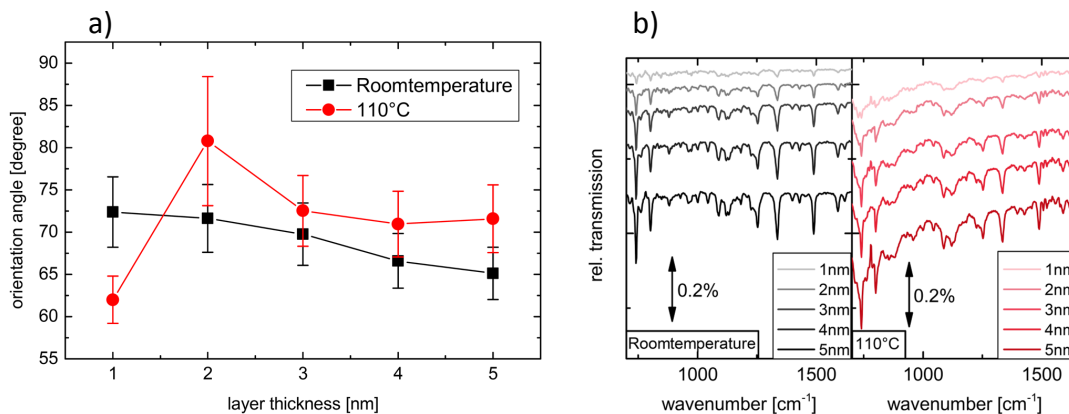 a)
90
85
80
75
70
65
60
55
orientation angle [degree]
Roomtemperature
110°C
1 2 3 4 5
layer thickness [nm]
b)
rel. transmission
0.2%
Roomtemperature
1nm
2nm
3nm
4nm
5nm
1000 1500
wavenumber [cm⁻¹]
0.2%
110°C
1nm
2nm
3nm
4nm
5nm
1000 1500
wavenumber [cm⁻¹]